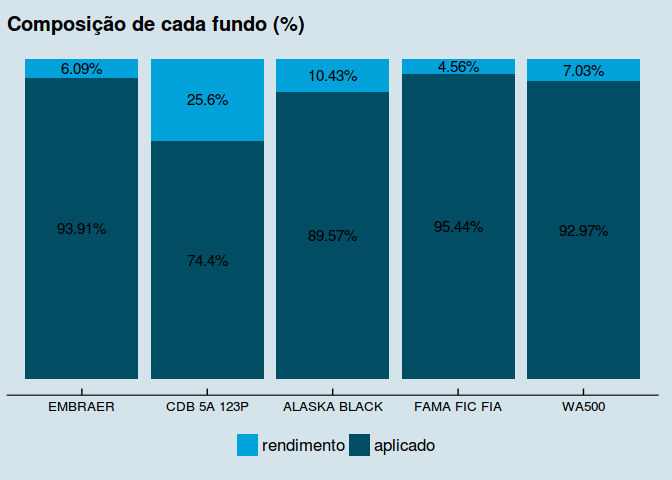 Composição de cada fundo (%)
6.09% 25.6% 10.43% 4.56% 7.03%
93.91% 74.4% 89.57% 95.44% 92.97%
EMBRAER CDB 5A 123P ALASKA BLACK FAMA FIC FIA WA500
rendimento aplicado